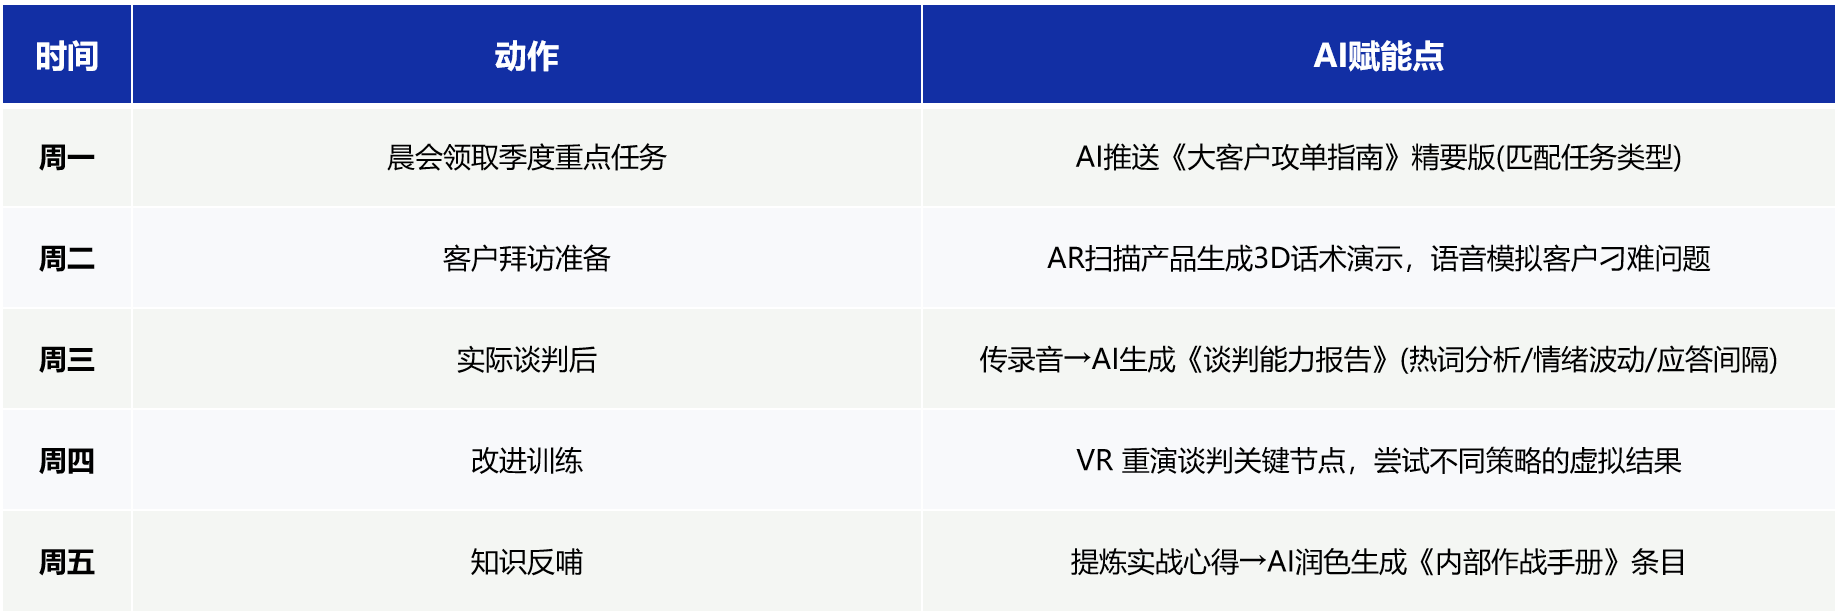 时间 动作 AI赋能点
周一 晨会领取季度重点任务 AI推送《大客户攻单指南》精要版(匹配任务类型)
周二 客户拜访准备 AR扫描产品生成3D话术演示，语音模拟客户刁难问题
周三 实际谈判后 传录音→AI生成《谈判能力报告》(热词分析/情绪波动/应答间隔)
周四 改进训练 VR 重演谈判关键节点，尝试不同策略的虚拟结果
周五 知识反哺 提炼实战心得→AI润色生成《内部作战手册》条目